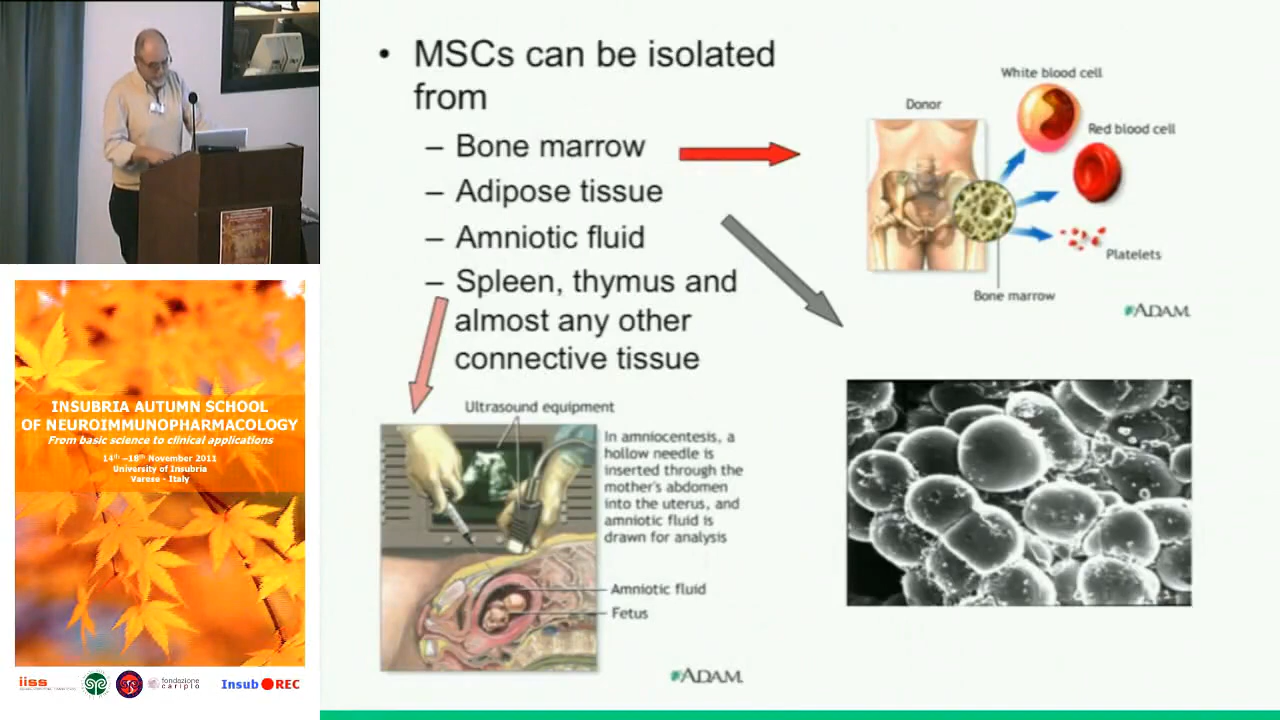 • MSCs can be isolated
from
– Bone marrow
– Adipose tissue
– Amniotic fluid
– Spleen, thymus and
almost any other
connective tissue
White blood cell
Donor
Red blood cell
Platelets
Bone marrow
ADAM.
Ultrasound equipment
In amniocentesis, a
hollow needle is
inserted through the
mother's abdomen
into the uterus, and
amniotic fluid is
drawn for analysis
Amniotic fluid
Fetus
ADAM.
INSUBRIA AUTUMN SCHOOL
OF NEUROIMMUNOPHARMACOLOGY
From basic science to clinical applications
14th –18th November 2011
University of Insubria
Varese - Italy
iiss
fondazione
cariplo
Insub REC